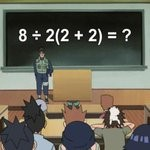 8 ÷ 2(2 + 2) = ?